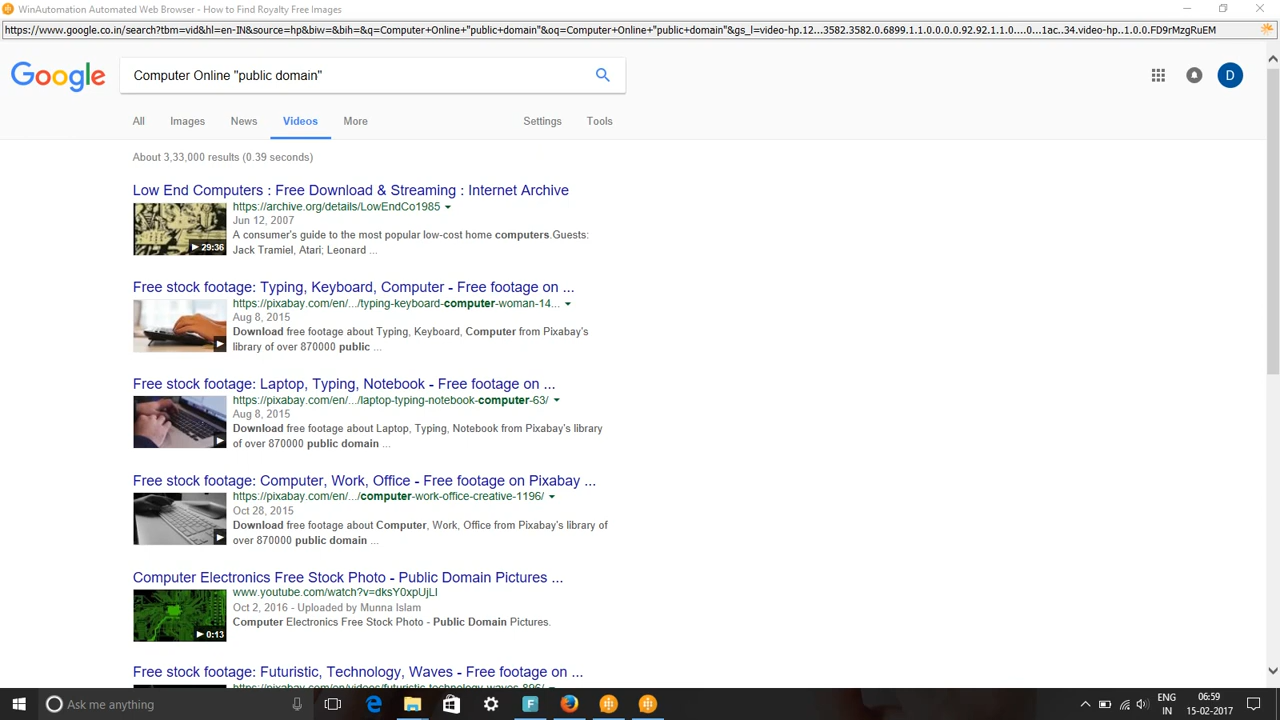 WinAutomation Automated Web Browser - How to Find Royalty Free Images
https://www.google.co.in/search?tbm=vid&hl=en-IN&source=hp&biw=&bih=&q=Computer+Online+"public+domain"&oq=Computer+Online+"public+domain"&gs_l=video-hp.12...3582.3582.0.6899.1.1.0.0.0.0.92.92.1.1.0....0...1ac..34.video-hp..1.0.0.FD9rMzgRuEM
Google
Computer Online "public domain"
D
All Images News Videos More Settings Tools
About 3,33,000 results (0.39 seconds)
Low End Computers : Free Download & Streaming : Internet Archive
https://archive.org/details/LowEndCo1985
Jun 12, 2007
A consumer's guide to the most popular low-cost home computers.Guests:
29:36
Jack Tramiel, Atari; Leonard ...
Free stock footage: Typing, Keyboard, Computer - Free footage on ...
https://pixabay.com/en/.../typing-keyboard-computer-woman-14...
Aug 8, 2015
Download free footage about Typing, Keyboard, Computer from Pixabay's
library of over 870000 public ...
Free stock footage: Laptop, Typing, Notebook - Free footage on ...
https://pixabay.com/en/.../laptop-typing-notebook-computer-63/
Aug 8, 2015
Download free footage about Laptop, Typing, Notebook from Pixabay's library
of over 870000 public domain ...
Free stock footage: Computer, Work, Office - Free footage on Pixabay ...
https://pixabay.com/en/.../computer-work-office-creative-1196/
Oct 28, 2015
Download free footage about Computer, Work, Office from Pixabay's library of
over 870000 public domain ...
Computer Electronics Free Stock Photo - Public Domain Pictures ...
www.youtube.com/watch?v=dksY0xpUjLI
Oct 2, 2016 - Uploaded by Munna Islam
Computer Electronics Free Stock Photo - Public Domain Pictures.
0:13
Free stock footage: Futuristic, Technology, Waves - Free footage on ...
https://pixabay.com/en/videos/futuristic-technology-waves-896/
Ask me anything
ENG
IN
06:59
15-02-2017